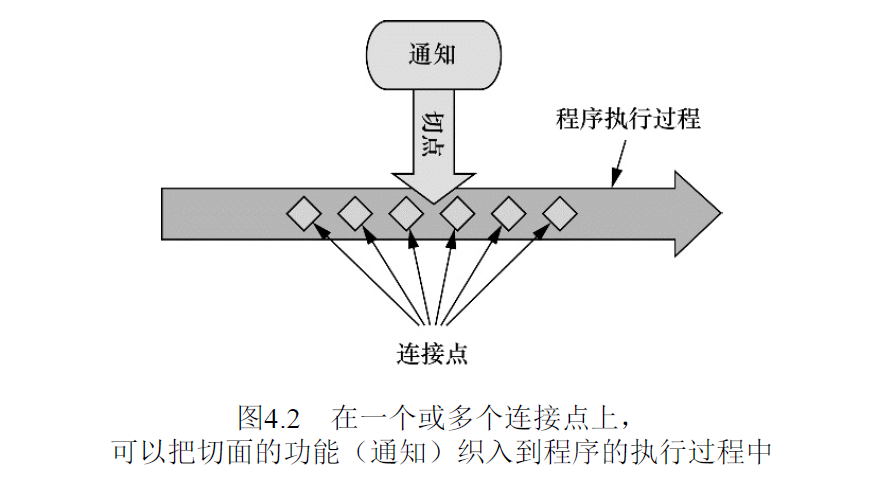 通知
切点
程序执行过程
连接点
图4.2 在一个或多个连接点上，
可以把切面的功能（通知）织入到程序的执行过程中